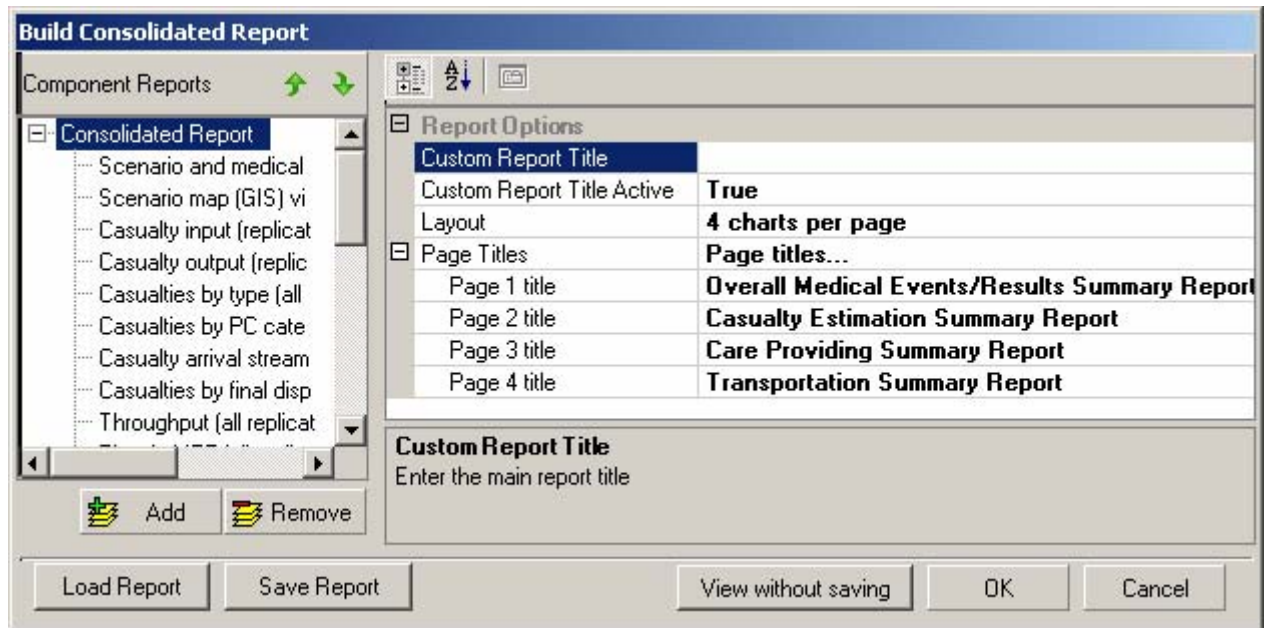 Build Consolidated Report
Component Reports
Consolidated Report
Scenario and medical
Scenario map (GIS) vi
Casualty input (replicat
Casualty output (replic
Casualties by type (all
Casualties by PC cate
Casualty arrival stream
Casualties by final disp
Throughput (all replicat
Add
Remove
A
Z
Report Options
Custom Report Title
Custom Report Title Active True
Layout 4 charts per page
Page Titles Page titles...
Page 1 title Overall Medical Events/Results Summary Report
Page 2 title Casualty Estimation Summary Report
Page 3 title Care Providing Summary Report
Page 4 title Transportation Summary Report
Custom Report Title
Enter the main report title
Load Report
Save Report
View without saving
OK
Cancel